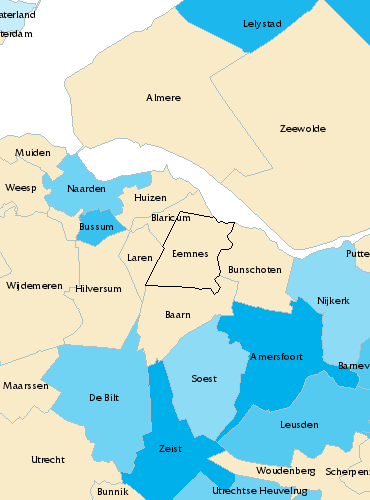 aterland
Lelystad
terdam
Almere
Zeewolde
Muiden
Weesp
Naarden
Huizen
Blaricum
Bussum
Eemnes
Putte
Laren
Bunschoten
Wijdemeren
Hilversum
Nijkerk
Baarn
Amersfoort
Barnev
Soest
Maarssen
De Bilt
Leusden
Zeist
Utrecht
Woudenberg
Scherpenz
Bunnik
Utrechtse Heuvelrug